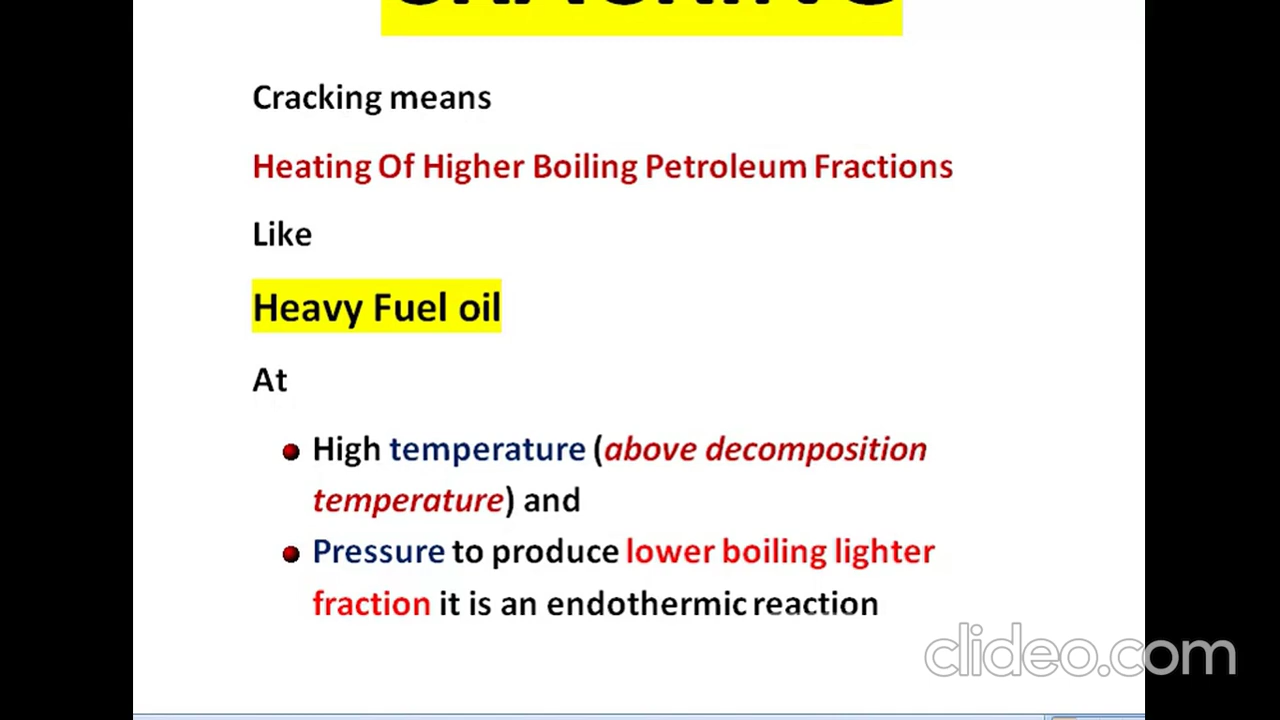 Cracking means
Heating Of Higher Boiling Petroleum Fractions
Like
Heavy Fuel oil
At
High temperature (above decomposition
temperature) and
Pressure to produce lower boiling lighter
fraction it is an endothermic reaction
clideo.com